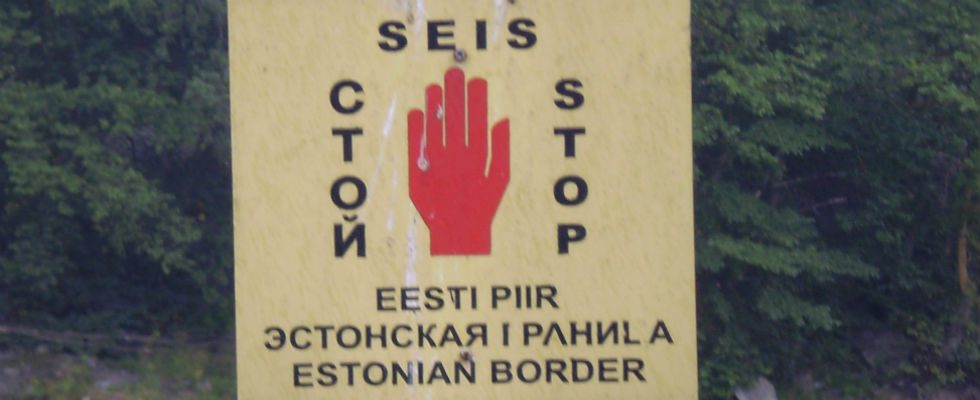 SEIS
СТОЙ
STOP
EESTI PIIR
ЭСТОНСКАЯ ГРАНИЦА
ESTONIAN BORDER